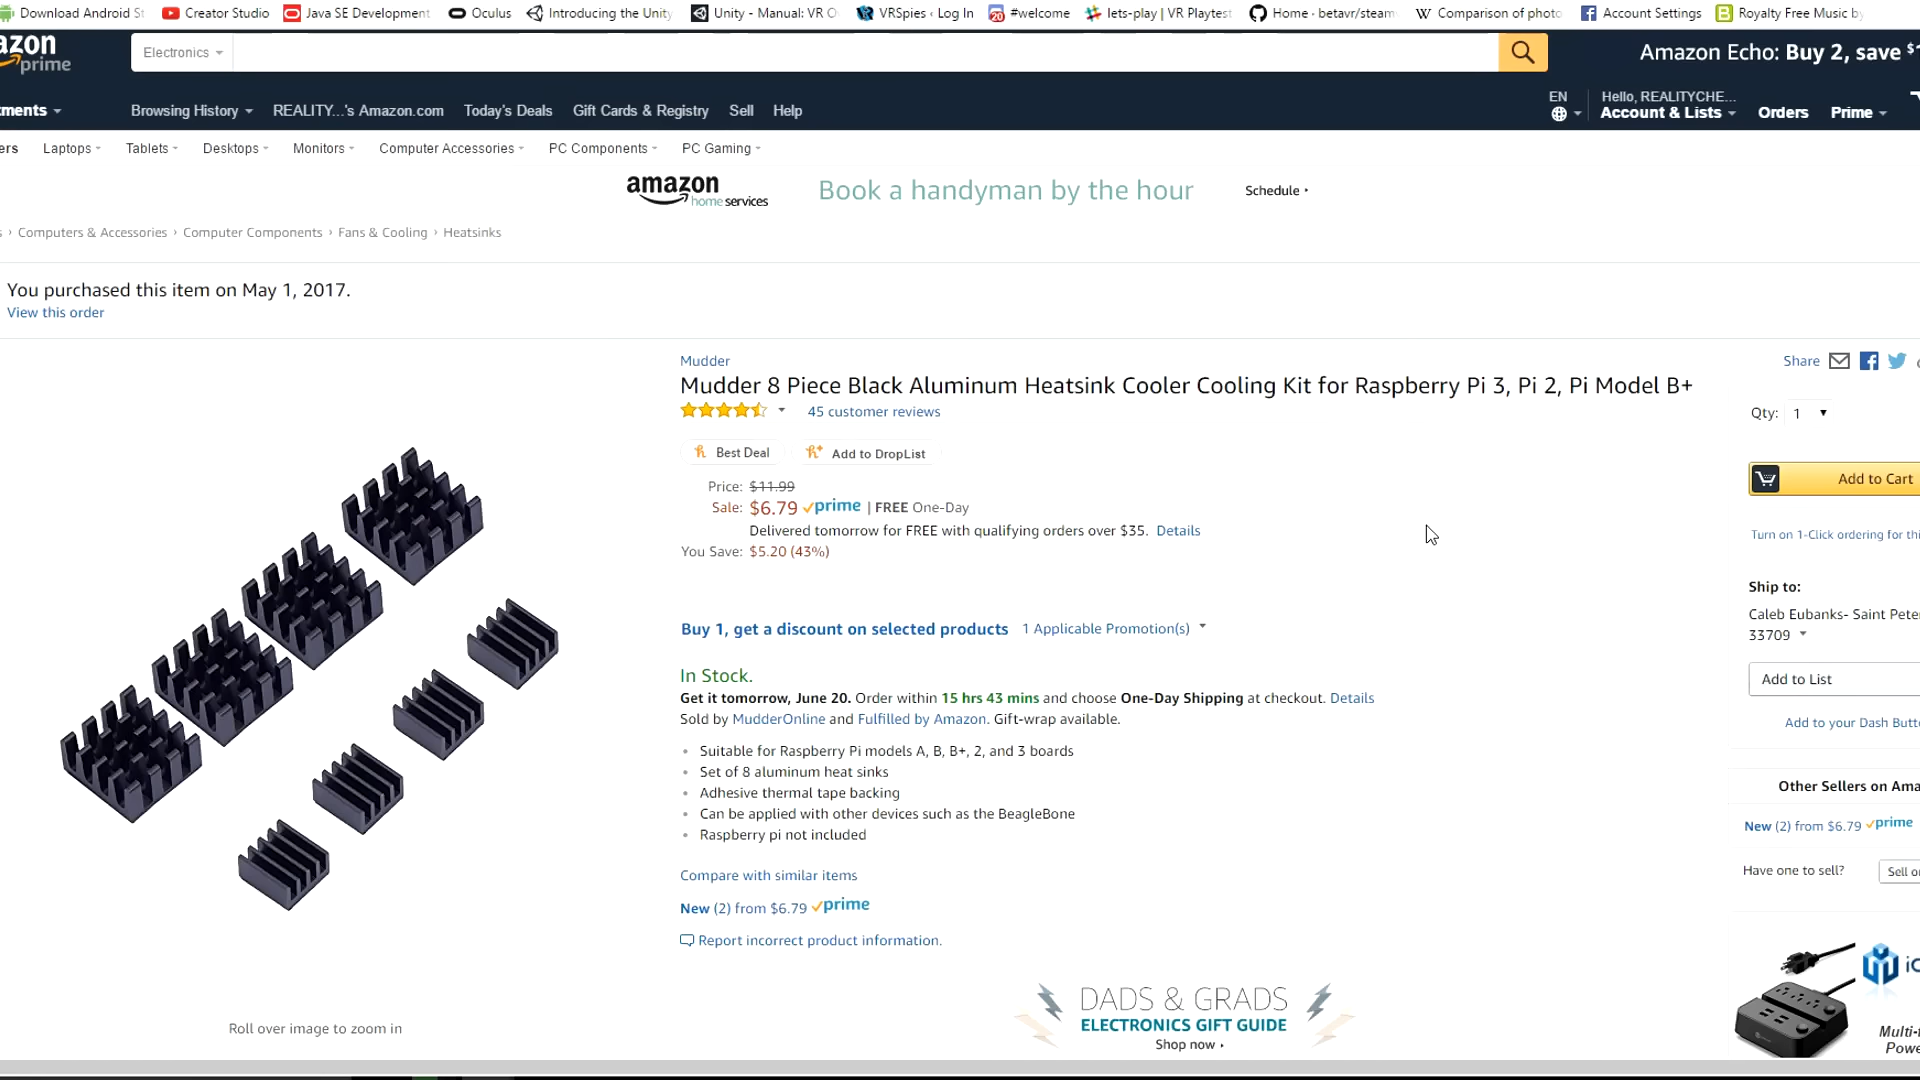 Download Android St Creator Studio Java SE Development Oculus Introducing the Unity Unity - Manual: VR O VRSpies ‹ Log In #welcome lets-play | VR Playtest Home · betavr/steam W Comparison of photo Account Settings Royalty Free Music by
azon Electronics Amazon Echo: Buy 2, save $
prime
tments Browsing History REALITY...'s Amazon.com Today's Deals Gift Cards & Registry Sell Help EN Hello, REALITYCHE...
Account & Lists Orders Prime
ers Laptops Tablets Desktops Monitors Computer Accessories PC Components PC Gaming
amazon home services Book a handyman by the hour Schedule ›
s › Computers & Accessories › Computer Components › Fans & Cooling › Heatsinks
You purchased this item on May 1, 2017.
View this order
Mudder
Share
Mudder 8 Piece Black Aluminum Heatsink Cooler Cooling Kit for Raspberry Pi 3, Pi 2, Pi Model B+
45 customer reviews
Qty: 1
Best Deal Add to DropList
Add to Cart
Price: $11.99
Sale: $6.79 prime | FREE One-Day
Delivered tomorrow for FREE with qualifying orders over $35. Details
You Save: $5.20 (43%)
Turn on 1-Click ordering for thi
Ship to:
Caleb Eubanks- Saint Pete
33709
Buy 1, get a discount on selected products 1 Applicable Promotion(s)
In Stock.
Get it tomorrow, June 20. Order within 15 hrs 43 mins and choose One-Day Shipping at checkout. Details
Sold by MudderOnline and Fulfilled by Amazon. Gift-wrap available.
Add to List
Add to your Dash Butto
• Suitable for Raspberry Pi models A, B, B+, 2, and 3 boards
• Set of 8 aluminum heat sinks
• Adhesive thermal tape backing
• Can be applied with other devices such as the BeagleBone
• Raspberry pi not included
Other Sellers on Ama
New (2) from $6.79 prime
Have one to sell? Sell o
Compare with similar items
New (2) from $6.79 prime
Report incorrect product information.
DADS & GRADS
ELECTRONICS GIFT GUIDE
Shop now ›
Roll over image to zoom in
Multi-f
Powe